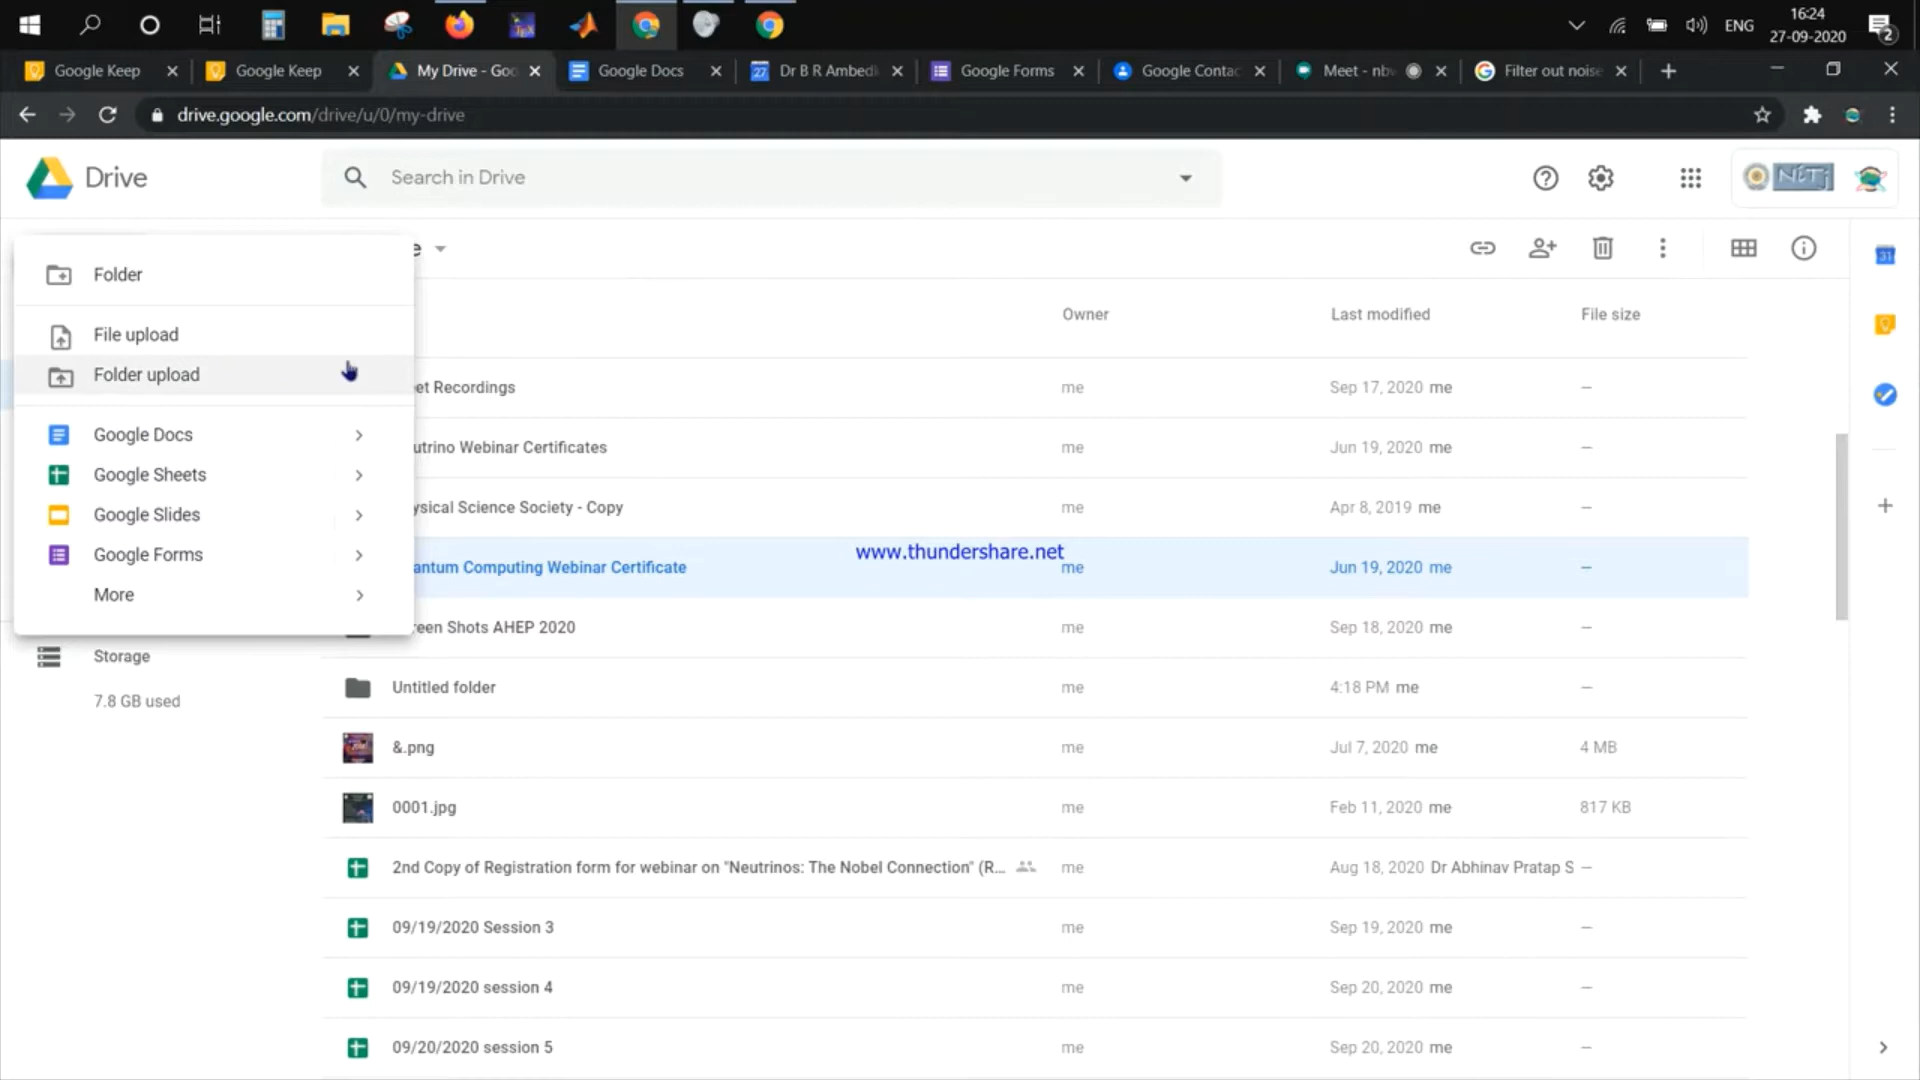 ENG
16:24
27-09-2020
2
Google Keep
Google Keep
My Drive - Goo
Google Docs
27 Dr B R Ambed
Google Forms
Google Contac
Meet - nb
Filter out noise
drive.google.com/drive/u/0/my-drive
Drive
Search in Drive
NITJ
Folder
File upload
Folder upload
Google Docs
Google Sheets
Google Slides
Google Forms
More
Storage
7.8 GB used
e
31
Owner Last modified File size
et Recordings me Sep 17, 2020 me –
utrino Webinar Certificates me Jun 19, 2020 me –
ysical Science Society - Copy me Apr 8, 2019 me –
www.thundershare.net
antum Computing Webinar Certificate me Jun 19, 2020 me –
reen Shots AHEP 2020 me Sep 18, 2020 me –
Untitled folder me 4:18 PM me –
&.png me Jul 7, 2020 me 4 MB
0001.jpg me Feb 11, 2020 me 817 KB
2nd Copy of Registration form for webinar on "Neutrinos: The Nobel Connection" (R... me Aug 18, 2020 Dr Abhinav Pratap S –
09/19/2020 Session 3 me Sep 19, 2020 me –
09/19/2020 session 4 me Sep 20, 2020 me –
09/20/2020 session 5 me Sep 20, 2020 me –